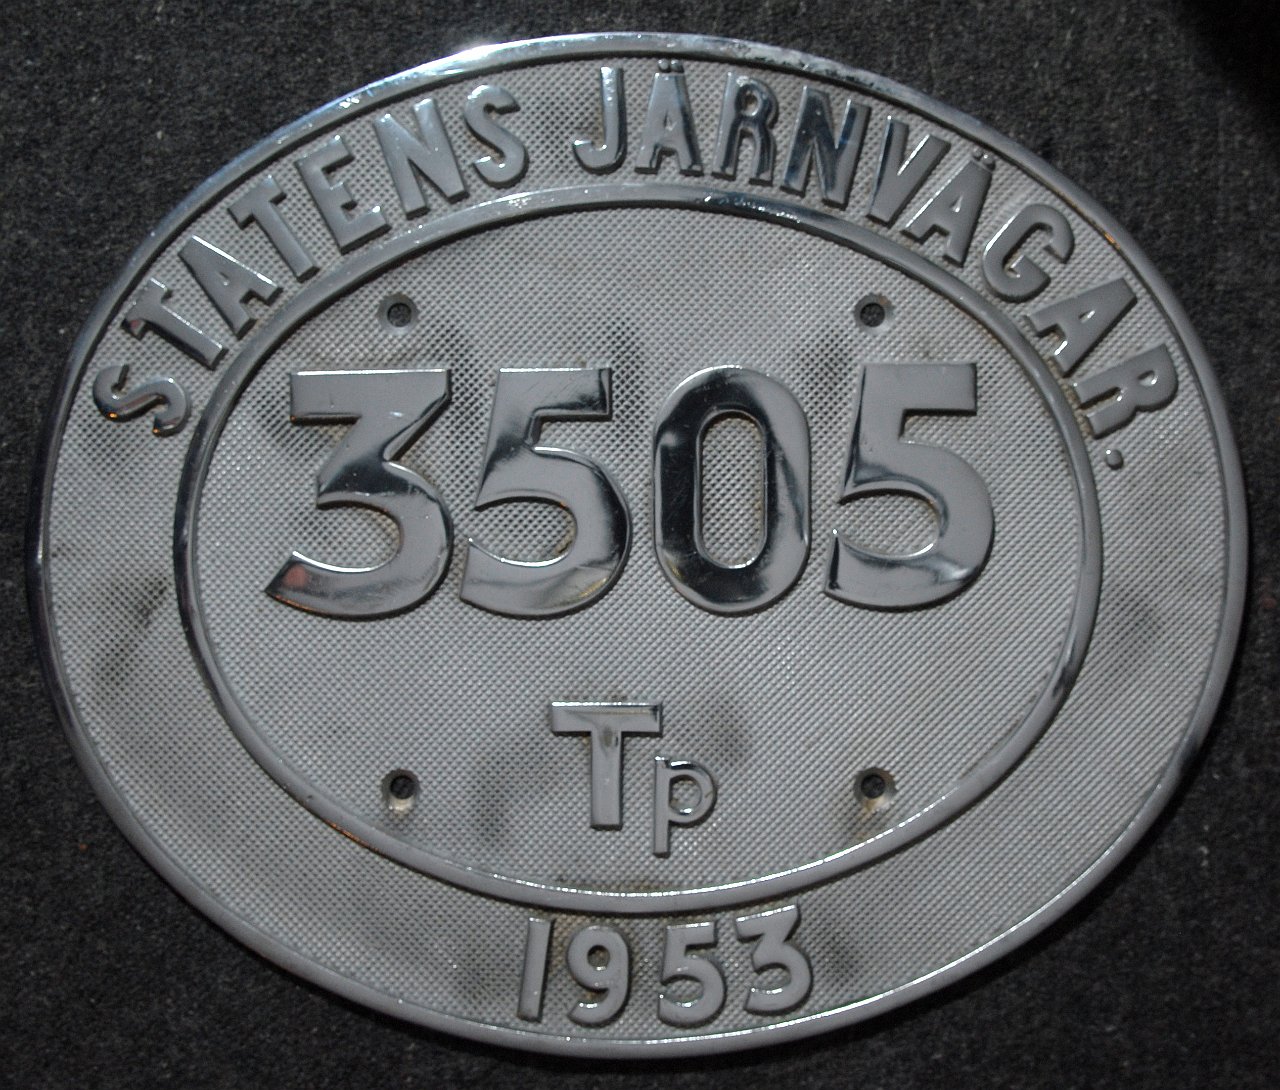 STATENS JÄRNVÄGAR.
3505
Tp
1953